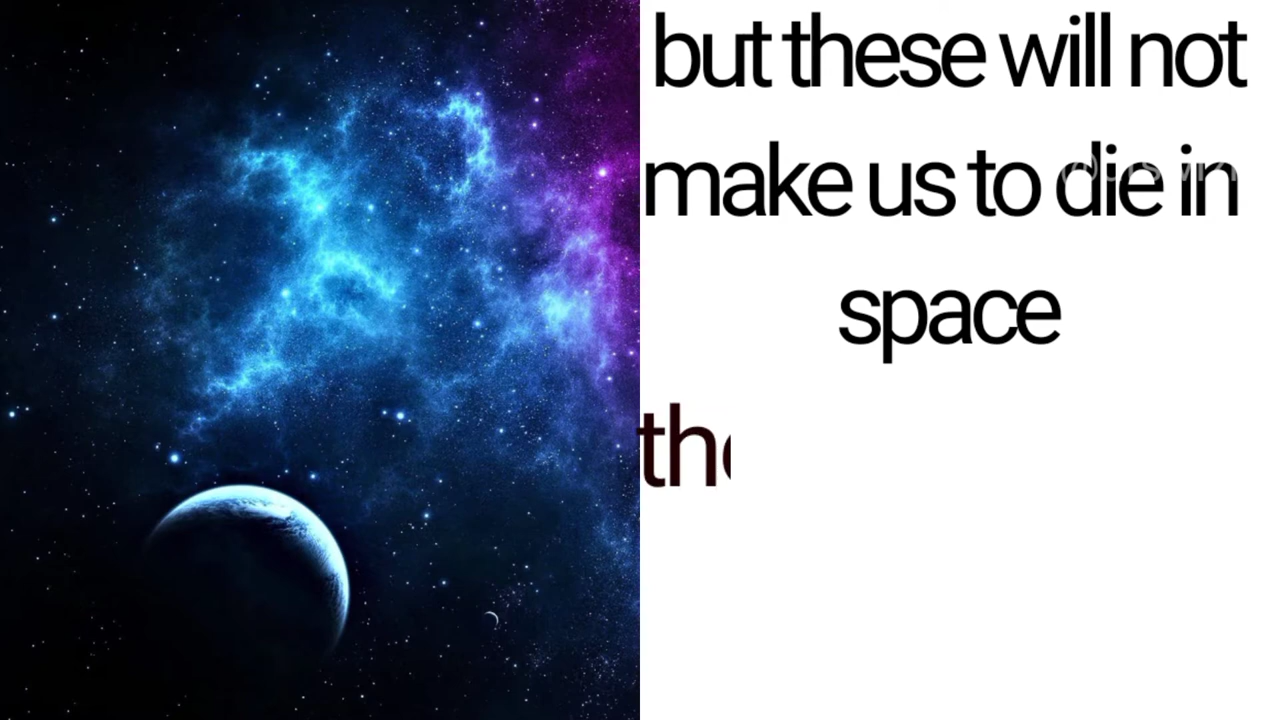 but these will not
make us to die in
space